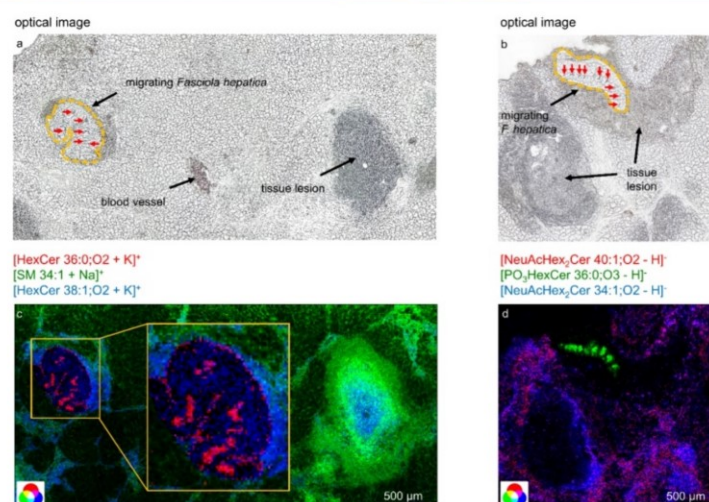 optical image
a
migrating Fasciola hepatica
blood vessel
tissue lesion
optical image
b
migrating
F. hepatica
tissue
lesion
[HexCer 36:0;O2 + K]⁺
[SM 34:1 + Na]⁺
[HexCer 38:1;O2 + K]⁺
[NeuAcHex₂Cer 40:1;O2 - H]⁻
[PO₃HexCer 36:0;O3 - H]⁻
[NeuAcHex₂Cer 34:1;O2 - H]⁻
c
500 µm
d
500 µm